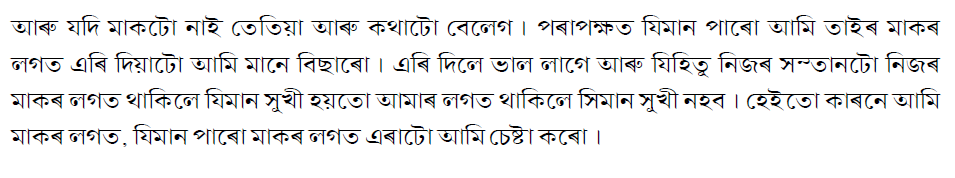 আৰু যদি মাকটো নাই তেতিয়া আৰু কথাটো বেলেগ । পৰাপক্ষত যিমান পাৰো আমি তাইৰ মাকৰ
লগত এৰি দিয়াটো আমি মানে বিছাৰো । এৰি দিলে ভাল লাগে আৰু যিহিতু নিজৰ সন্তানটো নিজৰ
মাকৰ লগত থাকিলে যিমান সুখী হয়তো আমাৰ লগত থাকিলে সিমান সুখী নহব । হেইতো কাৰনে আমি
মাকৰ লগত, যিমান পাৰো মাকৰ লগত এৰাটো আমি চেষ্টা কৰো ।